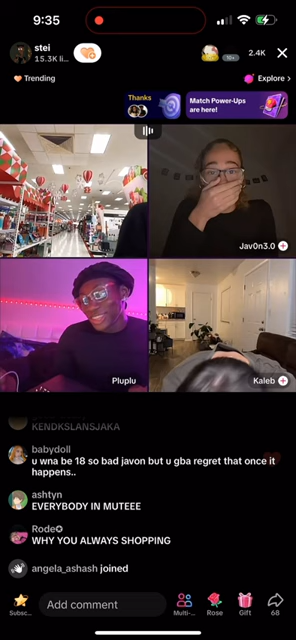 9:35
stei
15.3K li...
10+
2.4K
Trending
Explore >
Thanks
Match Power-Ups
are here!
Jav0n3.0
Pluplu
Kaleb
KENDKSLANSJAKA
babydoll
u wna be 18 so bad javon but u gba regret that once it
happens..
ashtyn
EVERYBODY IN MUTEEE
Rode✪
WHY YOU ALWAYS SHOPPING
angela_ashash joined
Subsc...
Add comment
Multi-...
Rose
Gift
68